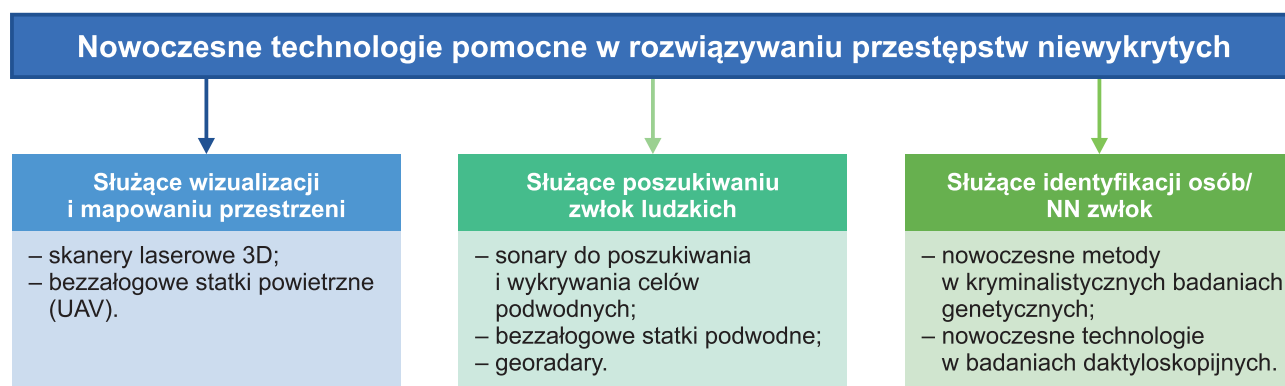 Nowoczesne technologie pomocne w rozwiązywaniu przestępstw niewykrytych
Służące wizualizacji
i mapowaniu przestrzeni
– skanery laserowe 3D;
– bezzałogowe statki powietrzne
(UAV).
Służące poszukiwaniu
zwłok ludzkich
– sonary do poszukiwania
i wykrywania celów
podwodnych;
– bezzałogowe statki podwodne;
– georadary.
Służące identyfikacji osób/
NN zwłok
– nowoczesne metody
w kryminalistycznych badaniach
genetycznych;
– nowoczesne technologie
w badaniach daktyloskopijnych.